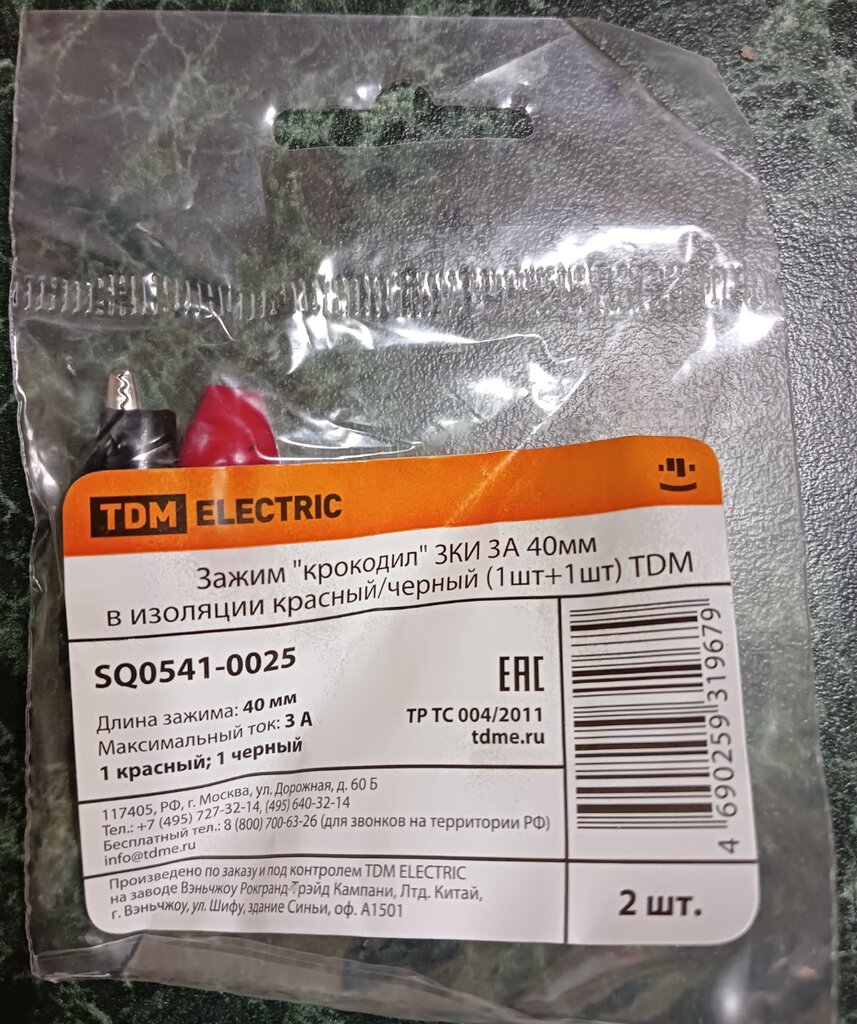 TDM ELECTRIC
Зажим "крокодил" ЗКИ 3А 40мм
в изоляции красный/черный (1шт+1шт) TDM
SQ0541-0025
Длина зажима: 40 мм
Максимальный ток: 3 А
1 красный; 1 черный
EAC
ТР ТС 004/2011
tdme.ru
4 690259 319679
117405, РФ, г. Москва, ул. Дорожная, д. 60 Б
Тел.: +7 (495) 727-32-14, (495) 640-32-14
Бесплатный тел.: 8 (800) 700-63-26 (для звонков на территории РФ)
info@tdme.ru
Произведено по заказу и под контролем TDM ELECTRIC
на заводе Вэньчжоу Рокгранд Трэйд Кампани, Лтд. Китай,
г. Вэньчжоу, ул. Шифу, здание Синьи, оф. А1501
2 шт.